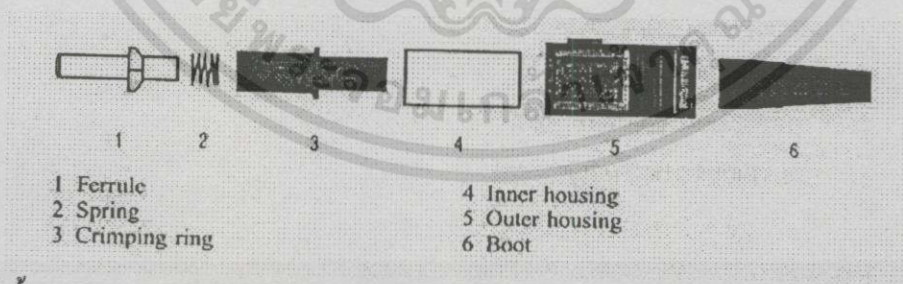 1 2 3 4 5 6
1 Ferrule
2 Spring
3 Crimping ring
4 Inner housing
5 Outer housing
6 Boot